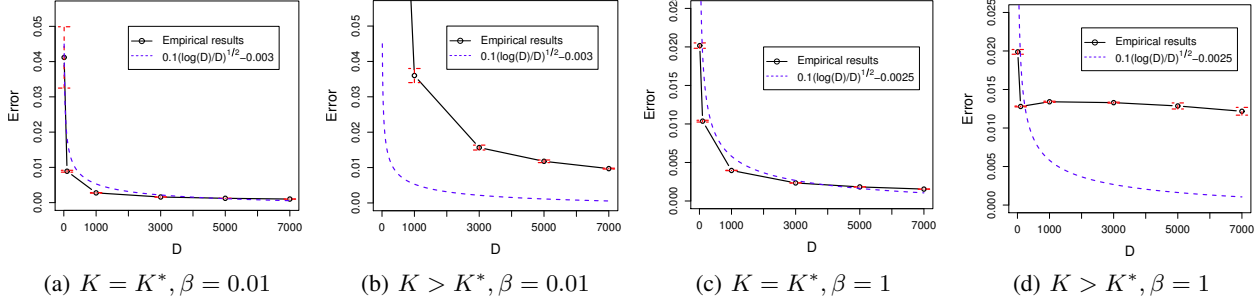 0.00 0.01 0.02 0.03 0.04 0.05
Error
0 1000 3000 5000 7000
D
Empirical results
0.1(log(D)/D)^{1/2}−0.003
(a) K = K*, β = 0.01
0.00 0.01 0.02 0.03 0.04 0.05
Error
0 1000 3000 5000 7000
D
Empirical results
0.1(log(D)/D)^{1/2}−0.003
(b) K > K*, β = 0.01
0.000 0.005 0.010 0.015 0.020 0.025
Error
0 1000 3000 5000 7000
D
Empirical results
0.1(log(D)/D)^{1/2}−0.0025
(c) K = K*, β = 1
0.000 0.005 0.010 0.015 0.020 0.025
Error
0 1000 3000 5000 7000
D
Empirical results
0.1(log(D)/D)^{1/2}−0.0025
(d) K > K*, β = 1